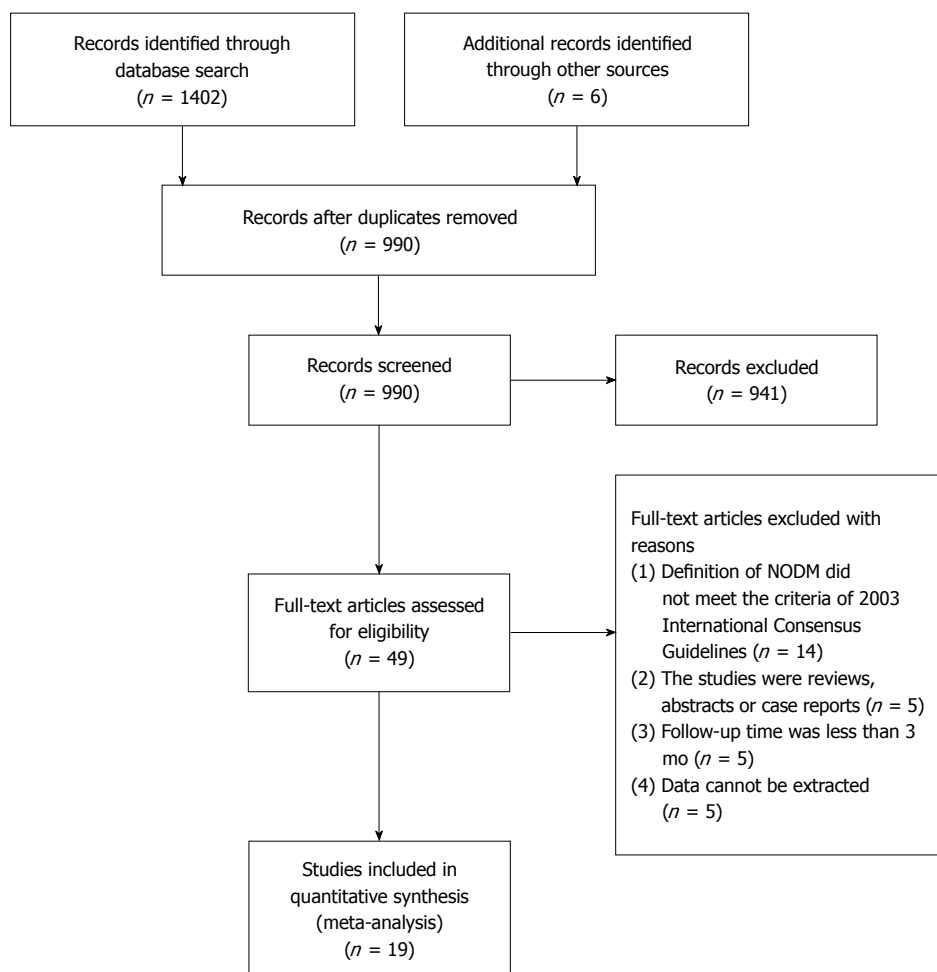 Records identified through
database search
(n = 1402)
Additional records identified
through other sources
(n = 6)
Records after duplicates removed
(n = 990)
Records screened
(n = 990)
Records excluded
(n = 941)
Full-text articles assessed
for eligibility
(n = 49)
Full-text articles excluded with
reasons
(1) Definition of NODM did
not meet the criteria of 2003
International Consensus
Guidelines (n = 14)
(2) The studies were reviews,
abstracts or case reports (n = 5)
(3) Follow-up time was less than 3
mo (n = 5)
(4) Data cannot be extracted
(n = 5)
Studies included in
quantitative synthesis
(meta-analysis)
(n = 19)